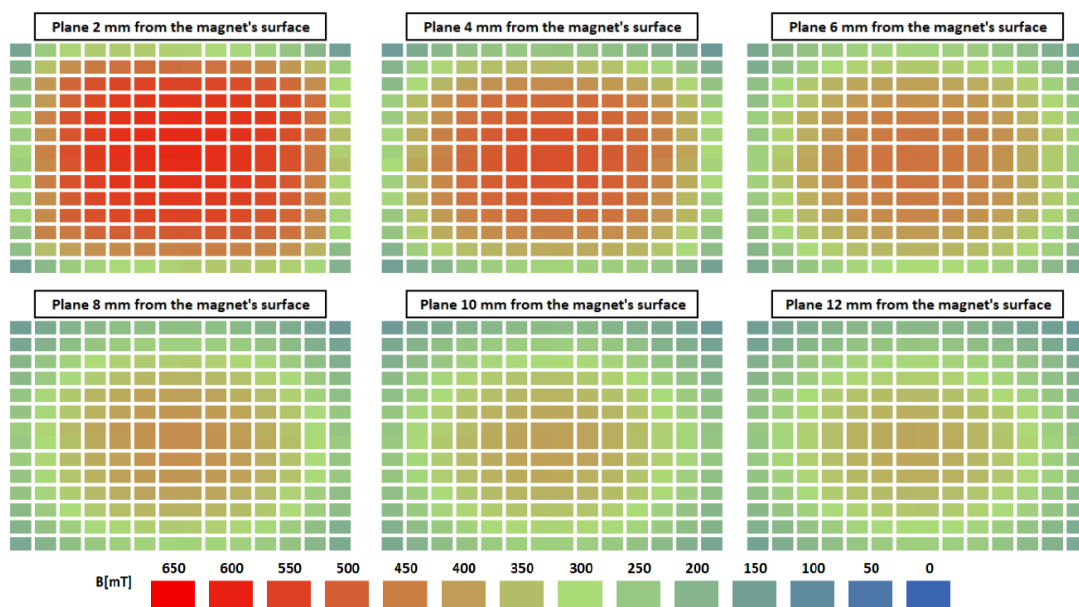 Plane 2 mm from the magnet's surface
Plane 4 mm from the magnet's surface
Plane 6 mm from the magnet's surface
Plane 8 mm from the magnet's surface
Plane 10 mm from the magnet's surface
Plane 12 mm from the magnet's surface
B[mT] 650 600 550 500 450 400 350 300 250 200 150 100 50 0